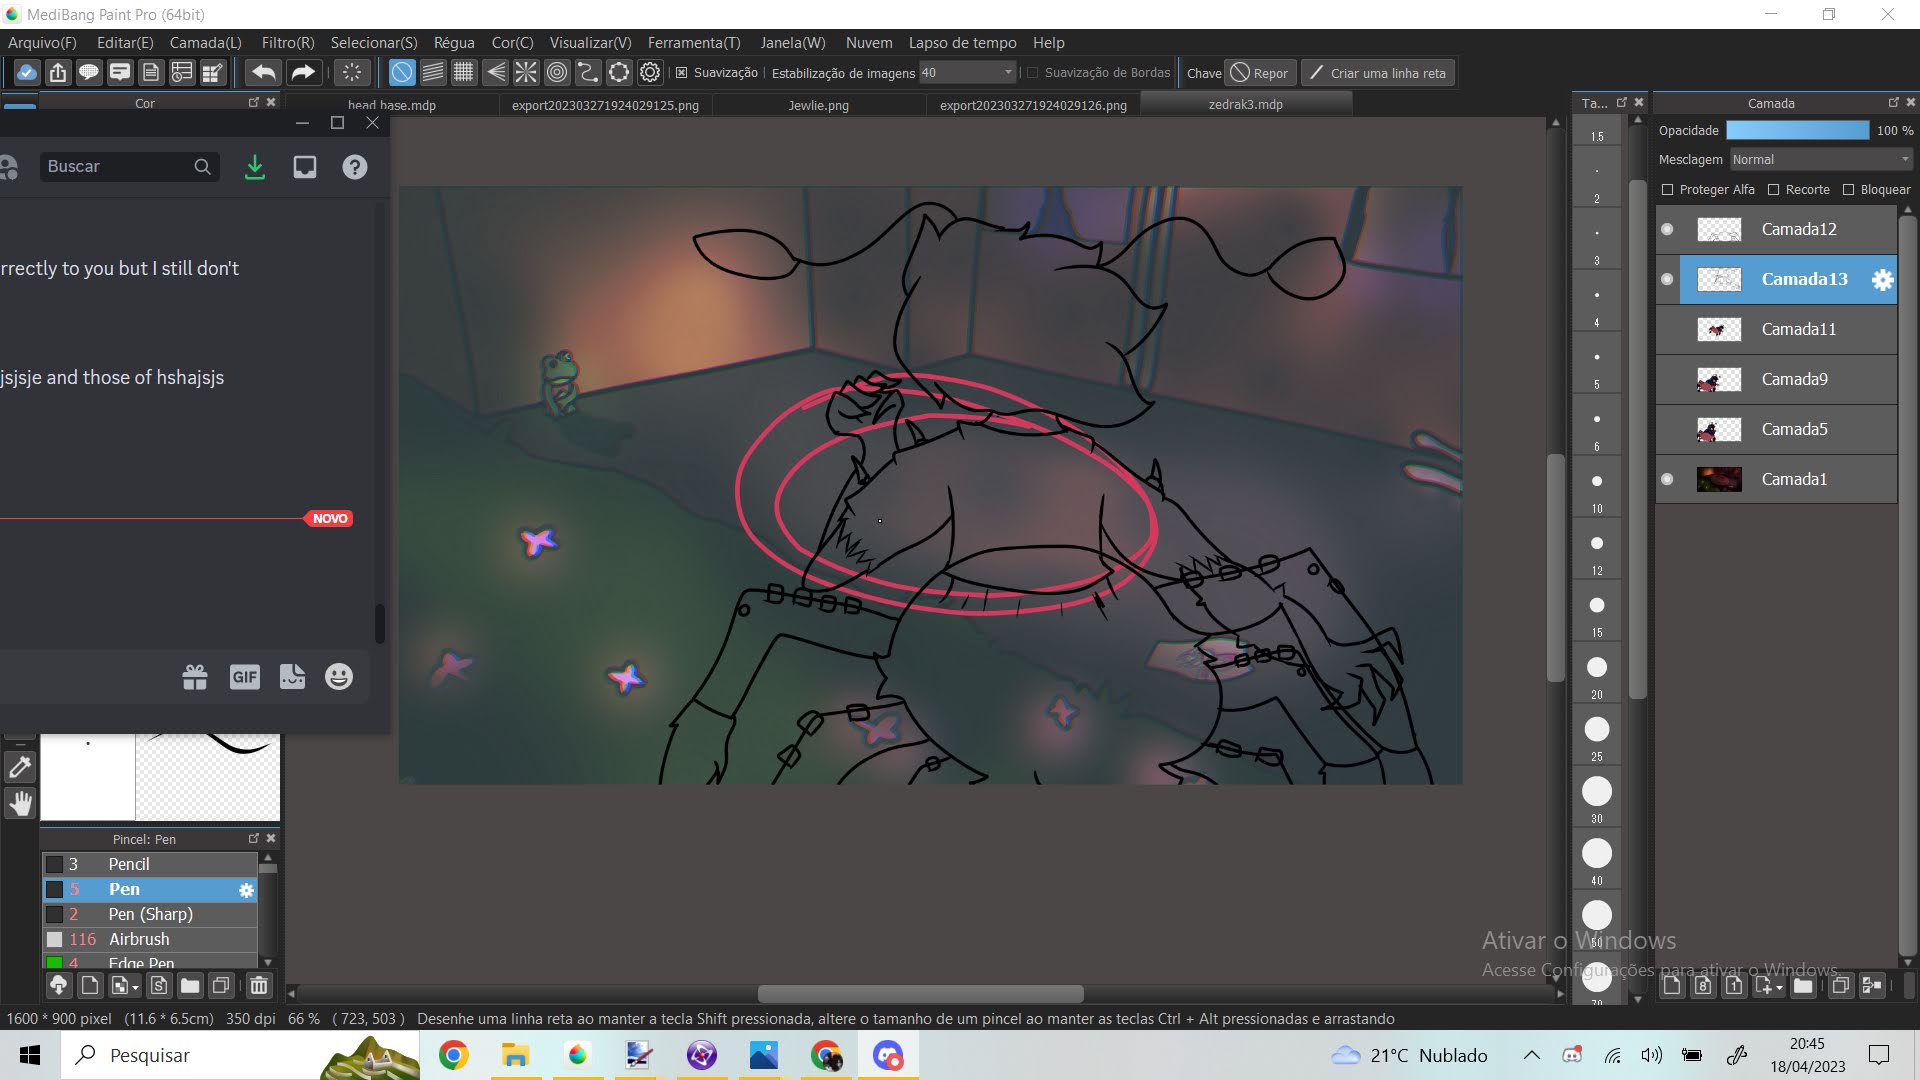 MediBang Paint Pro (64bit)
Arquivo(F) Editar(E) Camada(L) Filtro(R) Selecionar(S) Régua Cor(C) Visualizar(V) Ferramenta(T) Janela(W) Nuvem Lapso de tempo Help
Suavização Estabilização de imagens 40 Suavização de Bordas Chave Repor Criar uma linha reta
Cor
head base.mdp export202303271924029125.png Jewlie.png export202303271924029126.png zedrak3.mdp
Ta...
Camada
Buscar
rrectly to you but I still don't
jsjsje and those of hshajsjs
NOVO
GIF
Pincel: Pen
3 Pencil
5 Pen
2 Pen (Sharp)
116 Airbrush
4 Edge Pen
1.5
2
3
4
5
6
10
12
15
20
25
30
40
50
70
Opacidade 100 %
Mesclagem Normal
Proteger Alfa Recorte Bloquear
Camada12
Camada13
Camada11
Camada9
Camada5
Camada1
Ativar o Windows
Acesse Configurações para ativar o Windows.
1600 * 900 pixel (11.6 * 6.5cm) 350 dpi 66 % ( 723, 503 ) Desenhe uma linha reta ao manter a tecla Shift pressionada, altere o tamanho de um pincel ao manter as teclas Ctrl + Alt pressionadas e arrastando
Pesquisar
21°C Nublado
20:45
18/04/2023